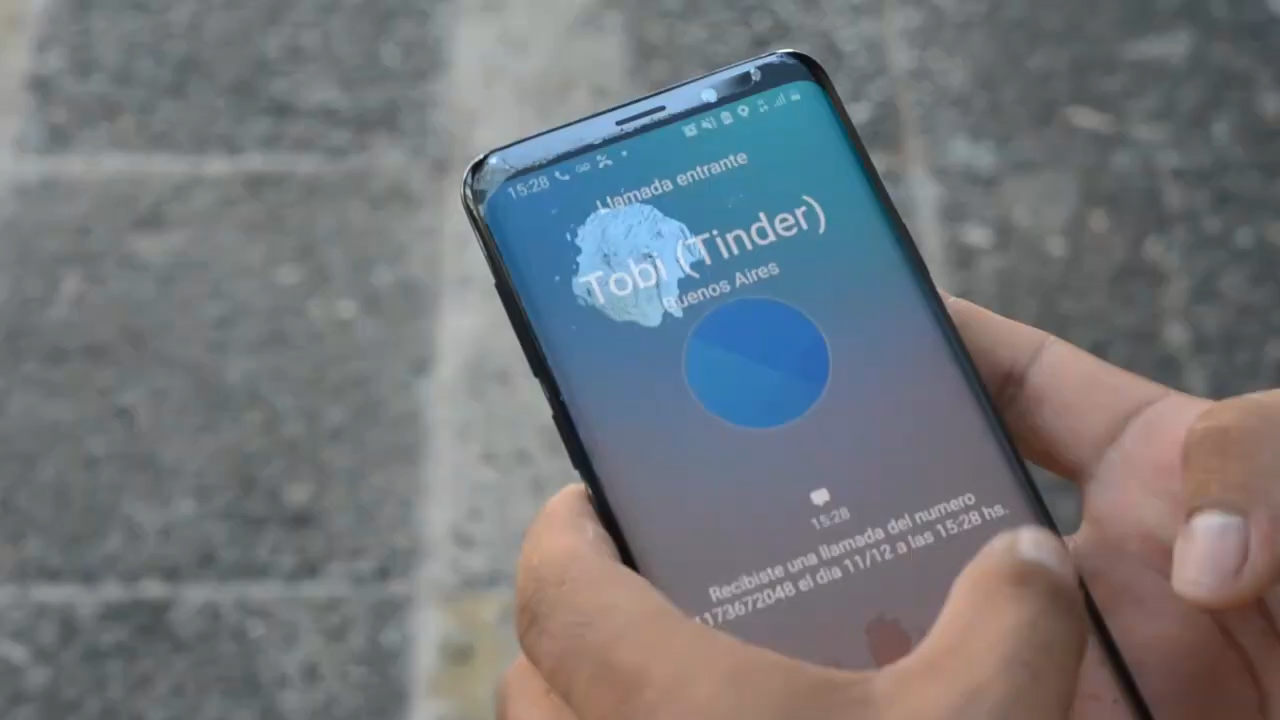 15:28
Llamada entrante
Tobi (Tinder)
Buenos Aires
15:28
Recibiste una llamada del numero
1173672048 el dia 11/12 a las 15:28 hs.